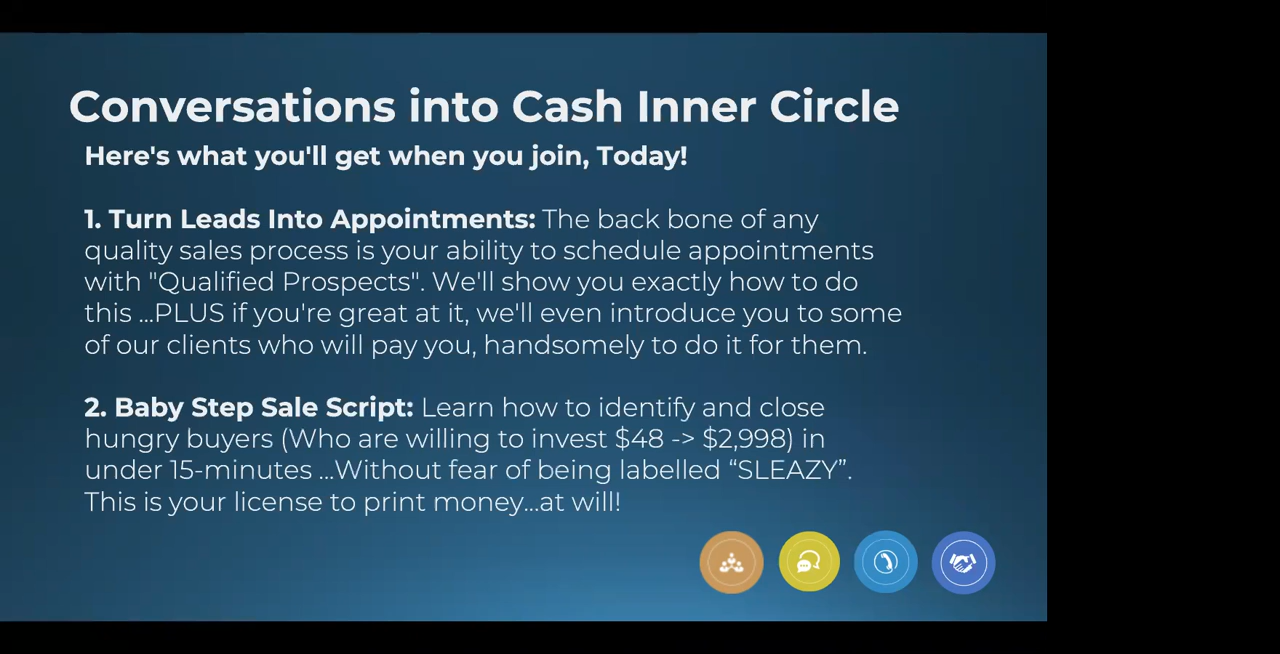 Conversations into Cash Inner Circle
Here's what you'll get when you join, Today!
1. Turn Leads Into Appointments: The back bone of any
quality sales process is your ability to schedule appointments
with "Qualified Prospects". We'll show you exactly how to do
this ...PLUS if you're great at it, we'll even introduce you to some
of our clients who will pay you, handsomely to do it for them.
2. Baby Step Sale Script: Learn how to identify and close
hungry buyers (Who are willing to invest $48 -> $2,998) in
under 15-minutes ...Without fear of being labelled “SLEAZY”.
This is your license to print money...at will!